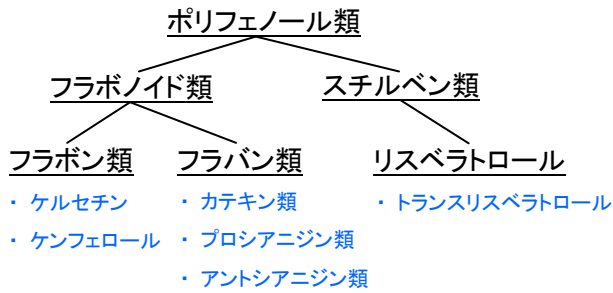 ポリフェノール類
フラボノイド類 スチルベン類
フラボン類 フラバン類 リスベラトロール
・ ケルセチン ・ カテキン類 ・ トランスリスベラトロール
・ ケンフェロール ・ プロシアニジン類
・ アントシアニジン類